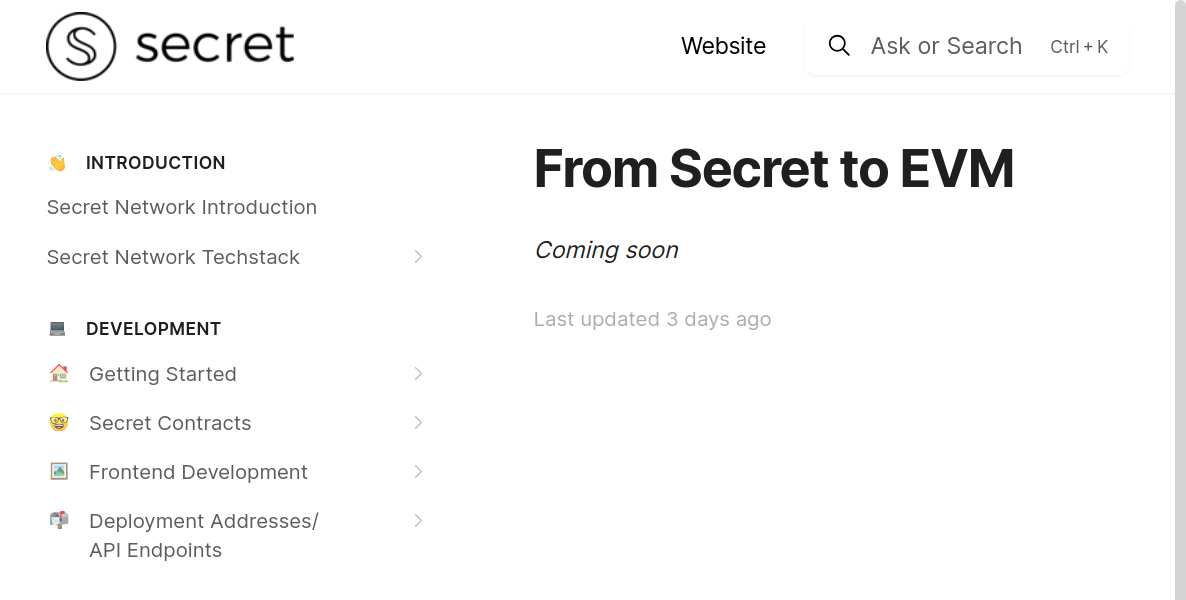 secret
Website
Ask or Search Ctrl + K
INTRODUCTION
Secret Network Introduction
Secret Network Techstack
DEVELOPMENT
Getting Started
Secret Contracts
Frontend Development
Deployment Addresses/
API Endpoints
From Secret to EVM
Coming soon
Last updated 3 days ago